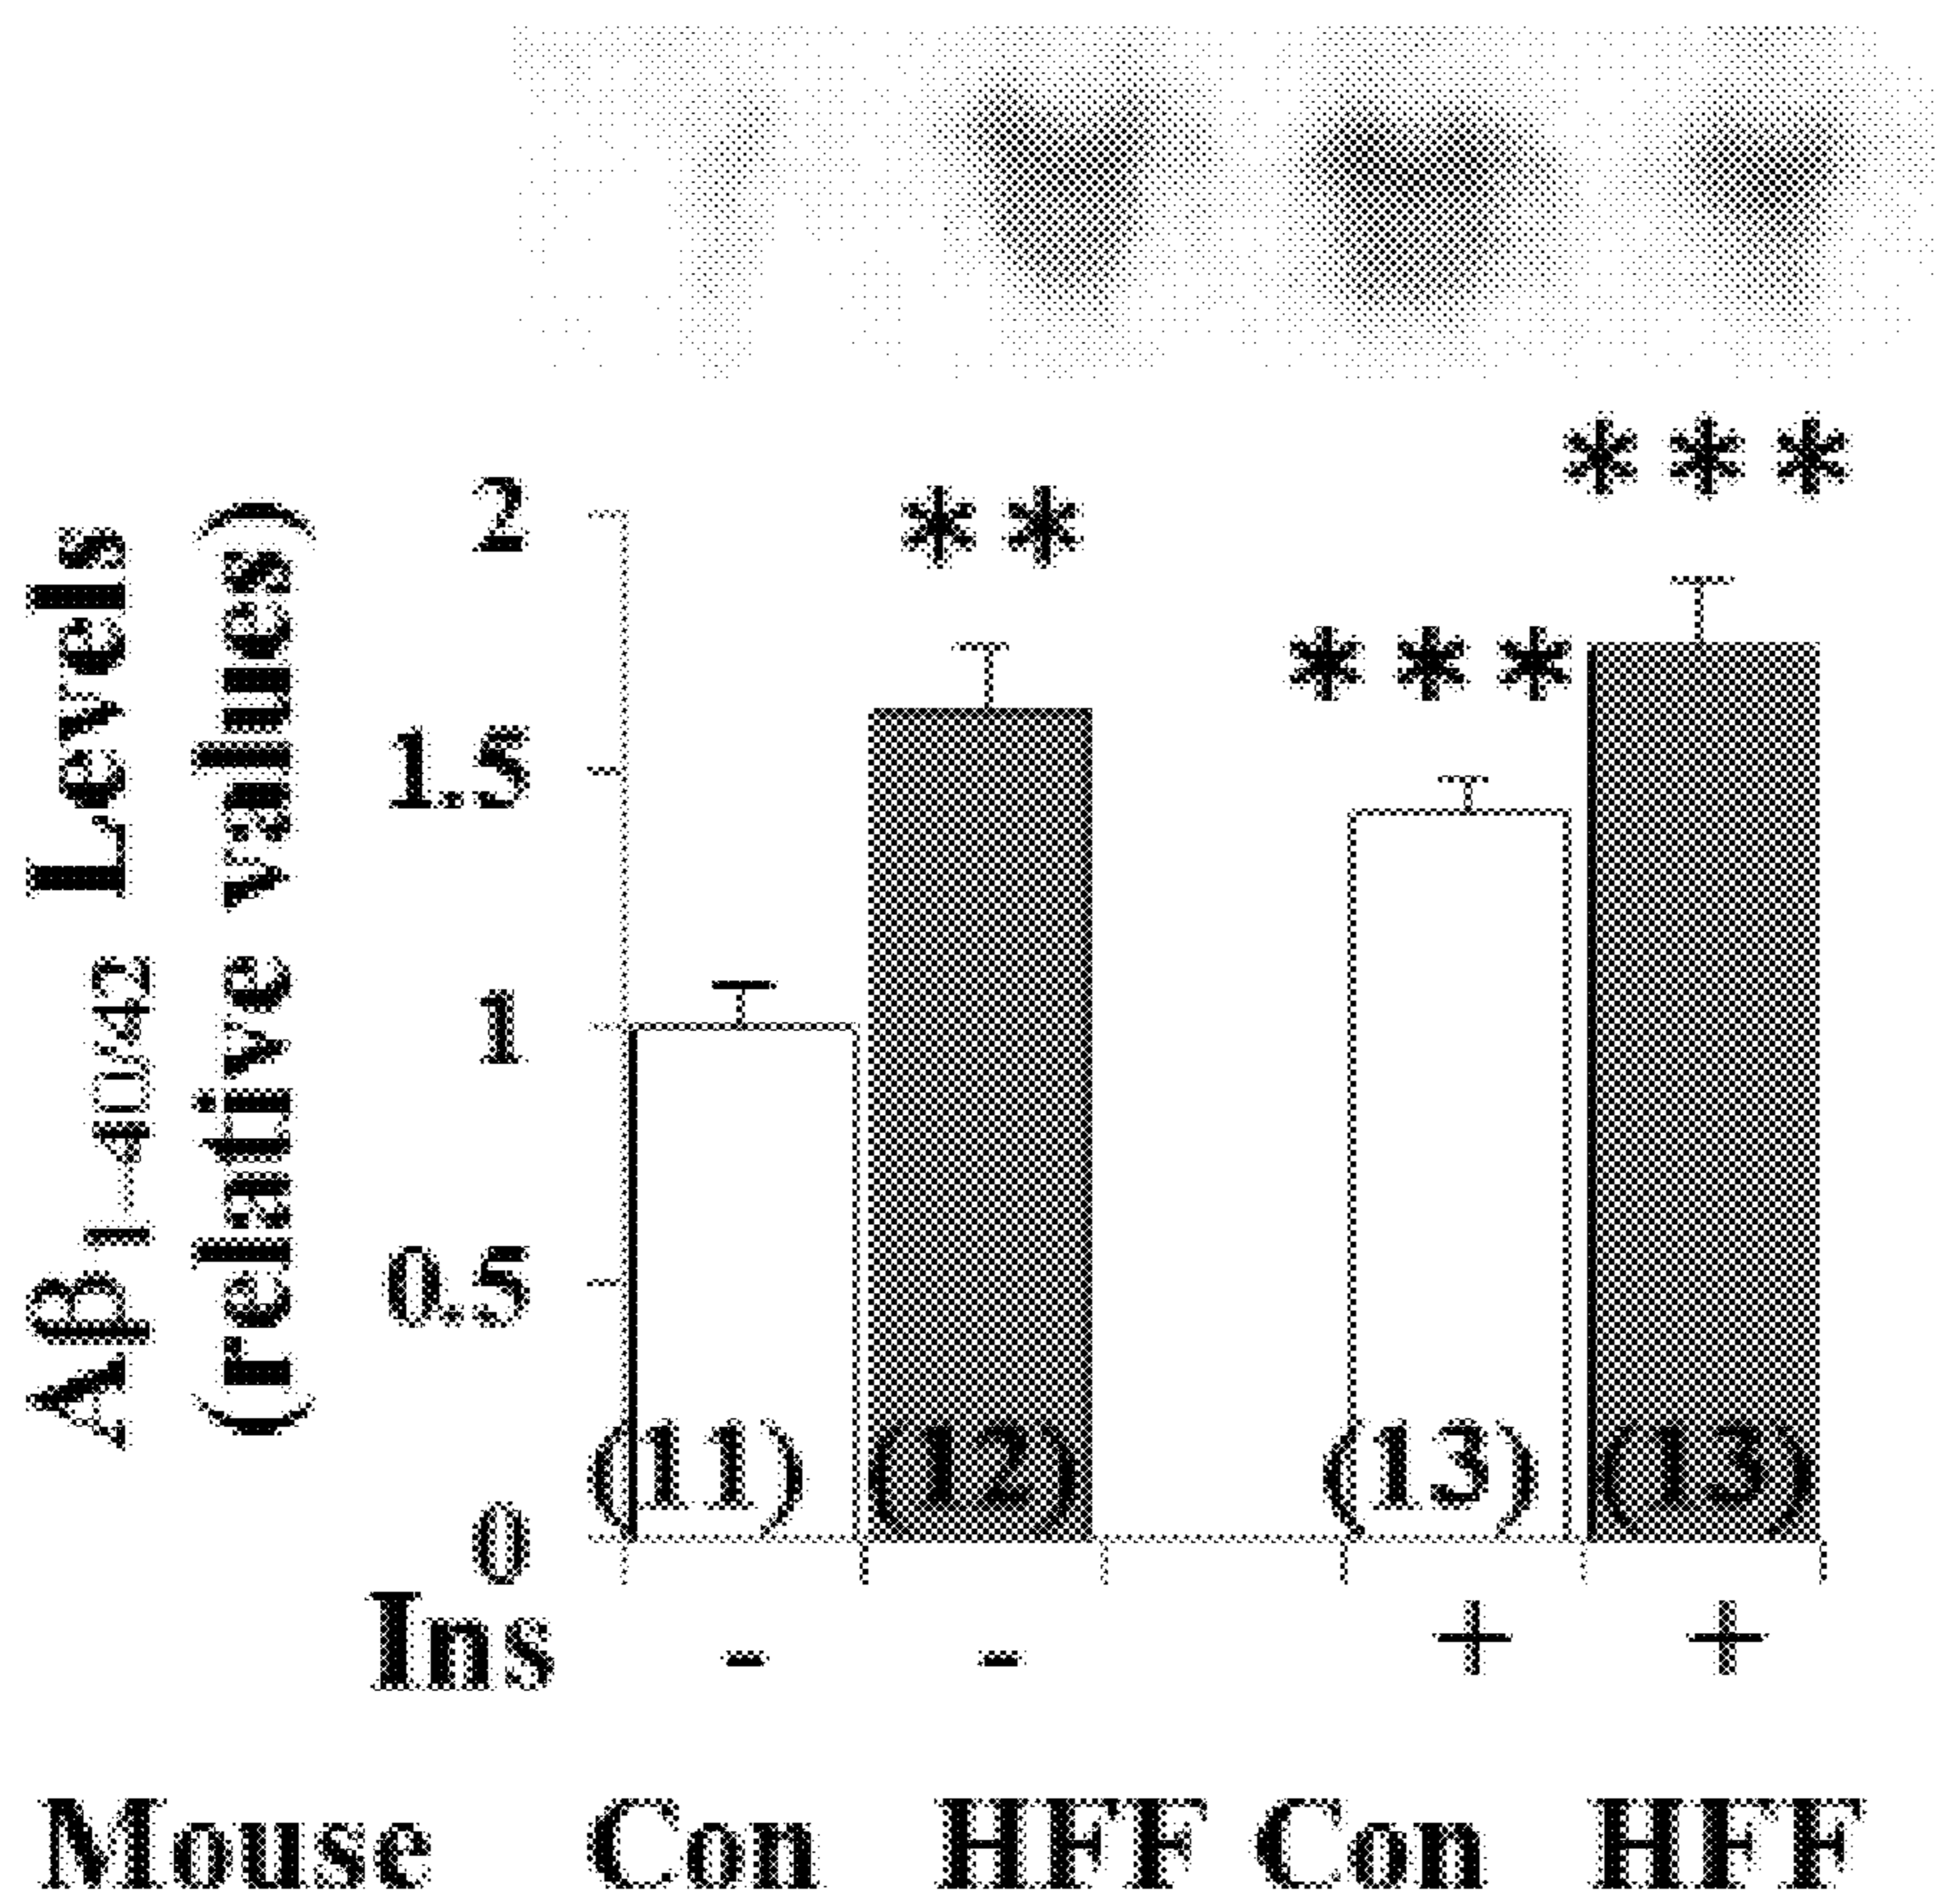 * * *
* *
* * *
Aβ1–40/42 Levels
(relative values)
2
1.5
1
0.5
0
(11) (12) (13) (13)
Ins - - + +
Mouse Con HFF Con HFF